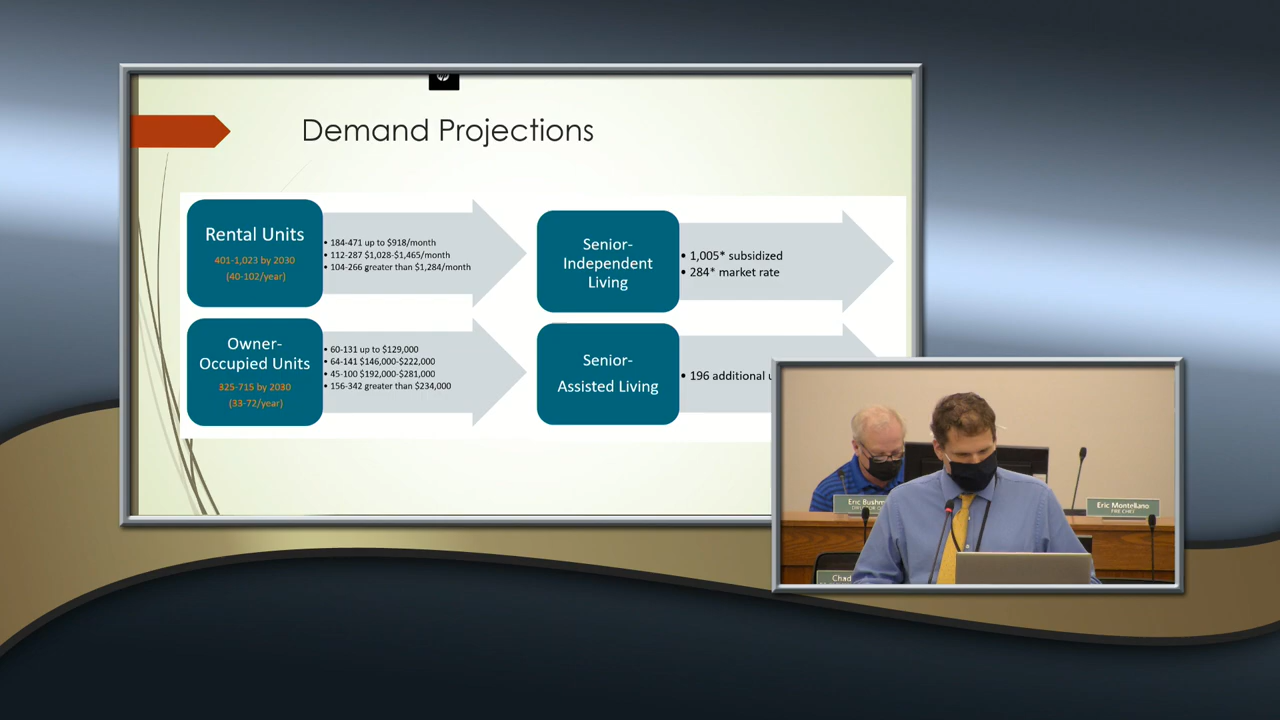 Demand Projections
Rental Units
401-1,023 by 2030
(40-102/year)
• 184-471 up to $918/month
• 112-287 $1,028-$1,465/month
• 104-266 greater than $1,284/month
Senior-
Independent
Living
• 1,005* subsidized
• 284* market rate
Owner-
Occupied Units
325-715 by 2030
(33-72/year)
• 60-131 up to $129,000
• 64-141 $146,000-$222,000
• 45-100 $192,000-$281,000
• 156-342 greater than $234,000
Senior-
Assisted Living
• 196 additional
Eric
Eric Montellano
FIRE CHIEF
Chad